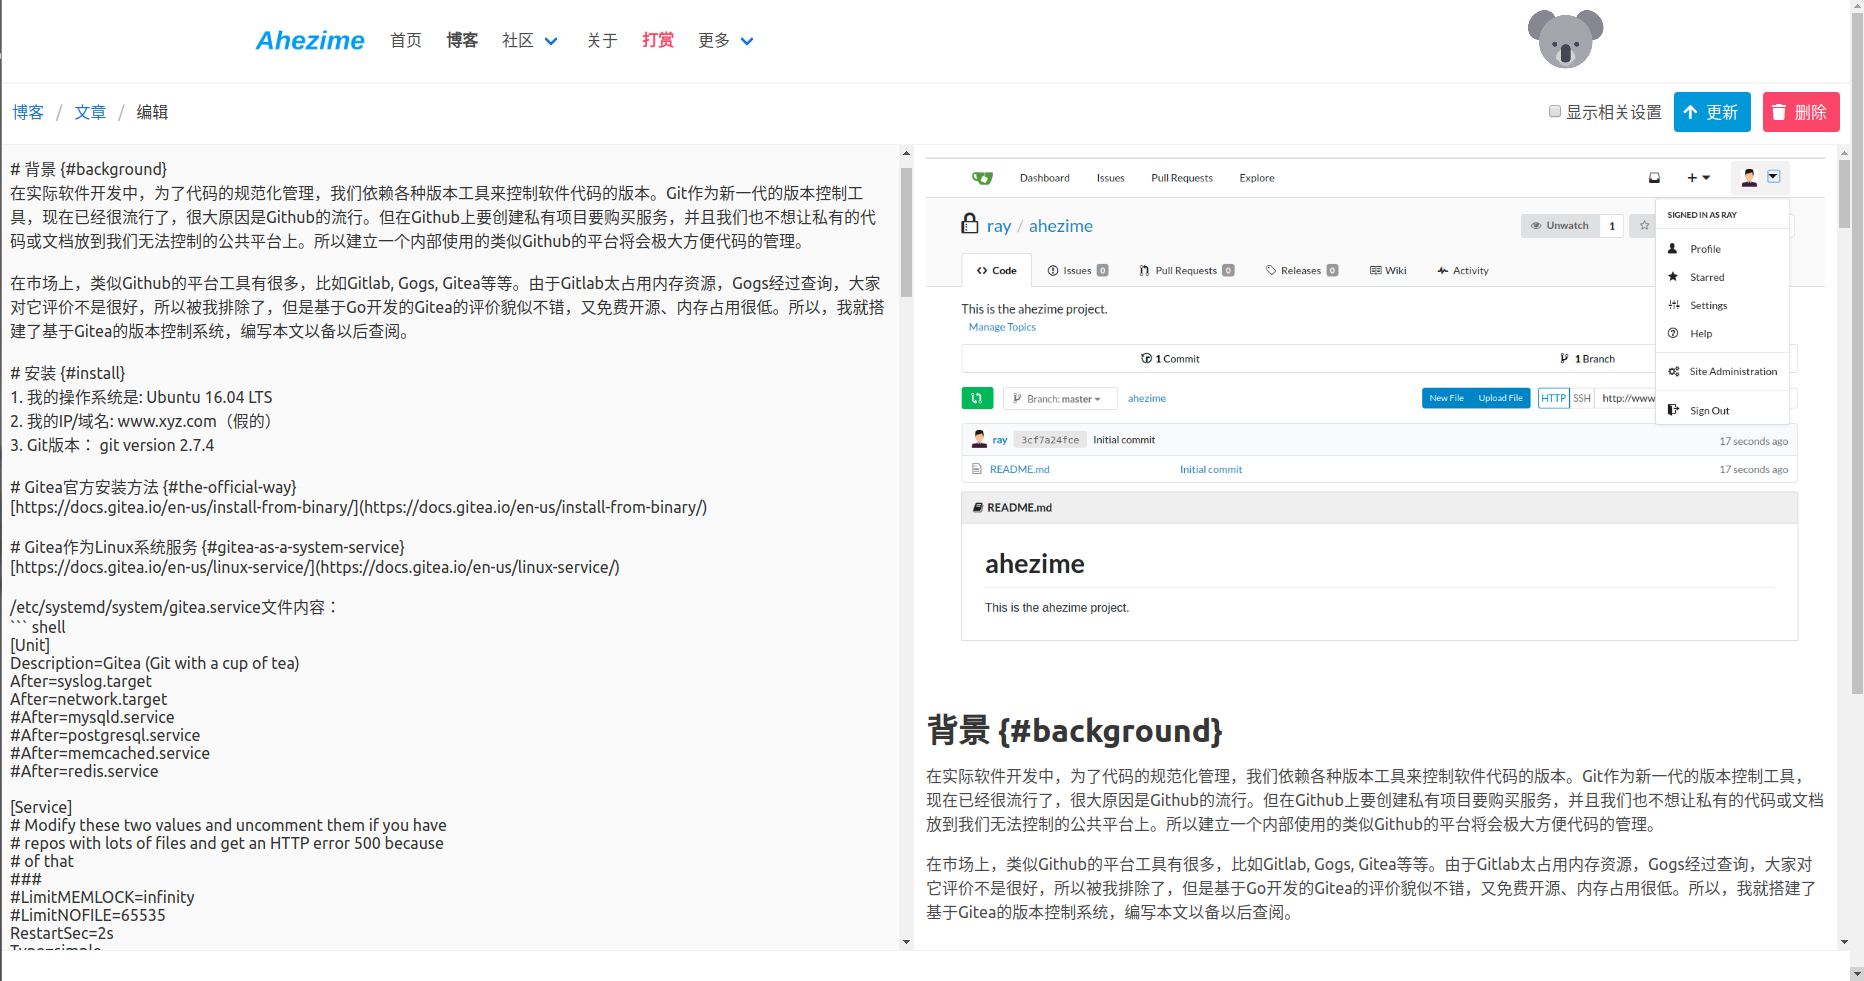 Ahezime 首页 博客 社区 关于 打赏 更多
博客 / 文章 / 编辑
显示相关设置 更新 删除
# 背景 {#background}
在实际软件开发中，为了代码的规范化管理，我们依赖各种版本工具来控制软件代码的版本。Git作为新一代的版本控制工
具，现在已经很流行了，很大原因是Github的流行。但在Github上要创建私有项目要购买服务，并且我们也不想让私有的代
码或文档放到我们无法控制的公共平台上。所以建立一个内部使用的类似Github的平台将会极大方便代码的管理。
在市场上，类似Github的平台工具有很多，比如Gitlab, Gogs, Gitea等等。由于Gitlab太占用内存资源，Gogs经过查询，大家
对它评价不是很好，所以被我排除了，但是基于Go开发的Gitea的评价貌似不错，又免费开源、内存占用很低。所以，我就搭
建了基于Gitea的版本控制系统，编写本文以备以后查阅。
# 安装 {#install}
1. 我的操作系统是: Ubuntu 16.04 LTS
2. 我的IP/域名: www.xyz.com（假的）
3. Git版本： git version 2.7.4
# Gitea官方安装方法 {#the-official-way}
[https://docs.gitea.io/en-us/install-from-binary/](https://docs.gitea.io/en-us/install-from-binary/)
# Gitea作为Linux系统服务 {#gitea-as-a-system-service}
[https://docs.gitea.io/en-us/linux-service/](https://docs.gitea.io/en-us/linux-service/)
/etc/systemd/system/gitea.service文件内容：
``` shell
[Unit]
Description=Gitea (Git with a cup of tea)
After=syslog.target
After=network.target
#After=mysqld.service
#After=postgresql.service
#After=memcached.service
#After=redis.service
[Service]
# Modify these two values and uncomment them if you have
# repos with lots of files and get an HTTP error 500 because
# of that
###
#LimitMEMLOCK=infinity
#LimitNOFILE=65535
RestartSec=2s
Type=simple
Dashboard Issues Pull Requests Explore
ray / ahezime
Unwatch 1
SIGNED IN AS RAY
Profile
Starred
Settings
Help
Site Administration
Sign Out
Code Issues 0 Pull Requests 0 Releases 0 Wiki Activity
This is the ahezime project.
Manage Topics
1 Commit 1 Branch
Branch: master ahezime New File Upload File HTTP SSH http://www
ray 3cf7a24fce Initial commit 17 seconds ago
README.md Initial commit 17 seconds ago
README.md
ahezime
This is the ahezime project.
背景 {#background}
在实际软件开发中，为了代码的规范化管理，我们依赖各种版本工具来控制软件代码的版本。Git作为新一代的版本控制工具，
现在已经很流行了，很大原因是Github的流行。但在Github上要创建私有项目要购买服务，并且我们也不想让私有的代码或文档
放到我们无法控制的公共平台上。所以建立一个内部使用的类似Github的平台将会极大方便代码的管理。
在市场上，类似Github的平台工具有很多，比如Gitlab, Gogs, Gitea等等。由于Gitlab太占用内存资源，Gogs经过查询，大家对
它评价不是很好，所以被我排除了，但是基于Go开发的Gitea的评价貌似不错，又免费开源、内存占用很低。所以，我就搭建了
基于Gitea的版本控制系统，编写本文以备以后查阅。